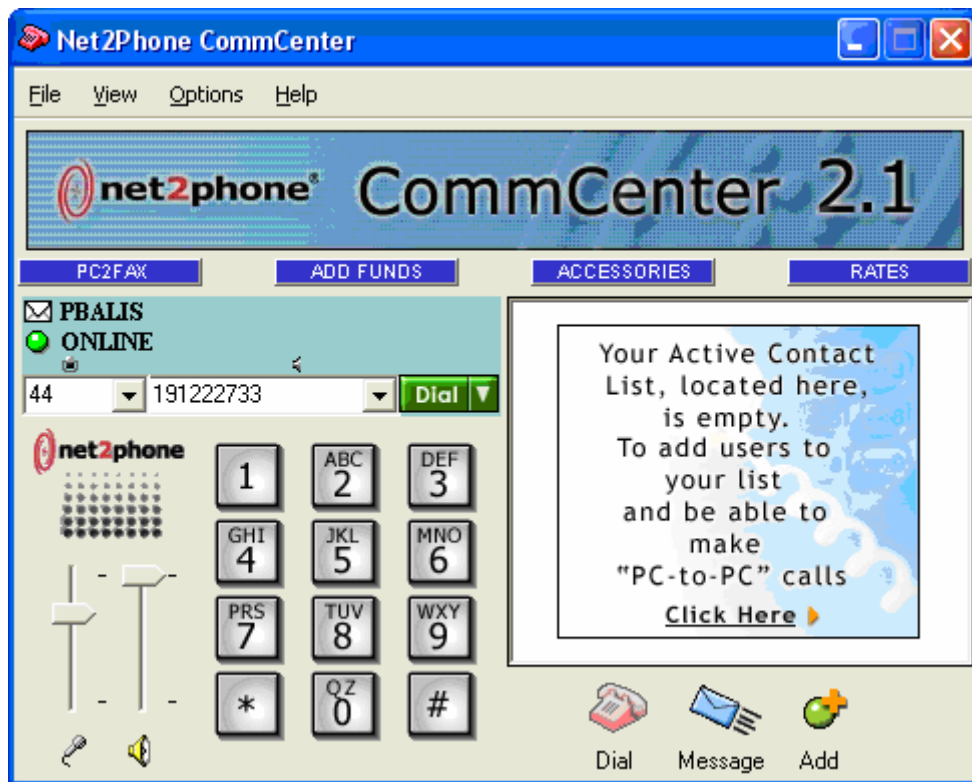 Net2Phone CommCenter
File View Options Help
net2phone® CommCenter 2.1
PC2FAX ADD FUNDS ACCESSORIES RATES
PBALIS
ONLINE
44 191222733 Dial
net2phone
1 ABC 2 DEF 3
GHI 4 JKL 5 MNO 6
PRS 7 TUV 8 WXY 9
* QZ 0 #
Your Active Contact
List, located here,
is empty.
To add users to
your list
and be able to
make
"PC-to-PC" calls
Click Here
Dial Message Add